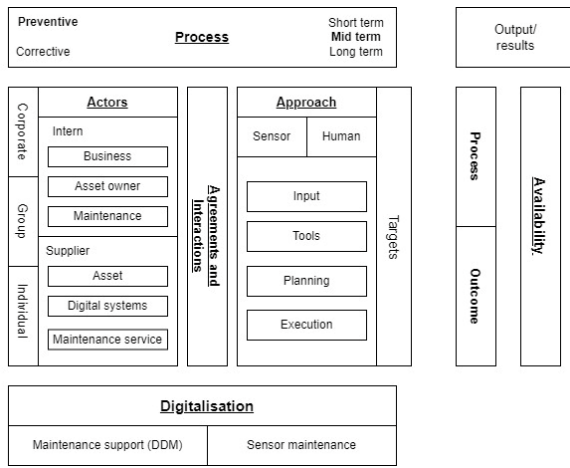 Preventive
Process
Corrective
Short term
Mid term
Long term
Output/
results
Corporate
Group
Individual
Actors
Intern
Business
Asset owner
Maintenance
Supplier
Asset
Digital systems
Maintenance service
Agreements and
Interactions
Approach
Sensor
Human
Input
Tools
Planning
Execution
Targets
Process
Outcome
Availability.
Digitalisation
Maintenance support (DDM)
Sensor maintenance